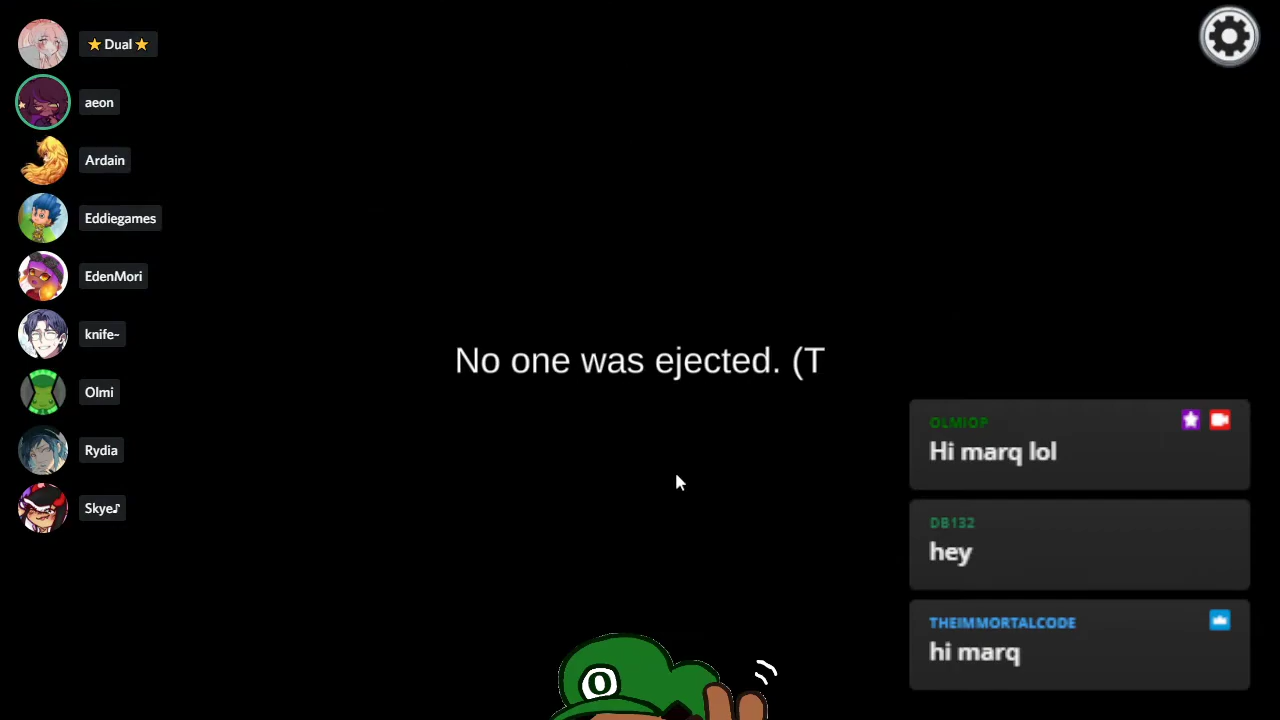 ⭐ Dual ⭐
aeon
Ardain
Eddiegames
EdenMori
knife~
Olmi
Rydia
Skye♪
No one was ejected. (T
OLMIOP
Hi marq lol
DB132
hey
THEIMMORTALCODE
hi marq
O